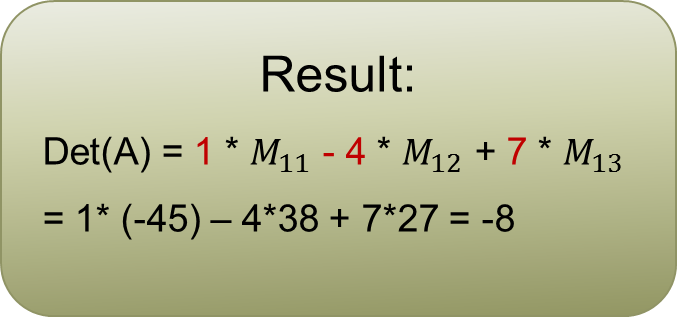 Result:
Det(A) = 1 * M₁₁ - 4 * M₁₂ + 7 * M₁₃
= 1* (-45) – 4*38 + 7*27 = -8